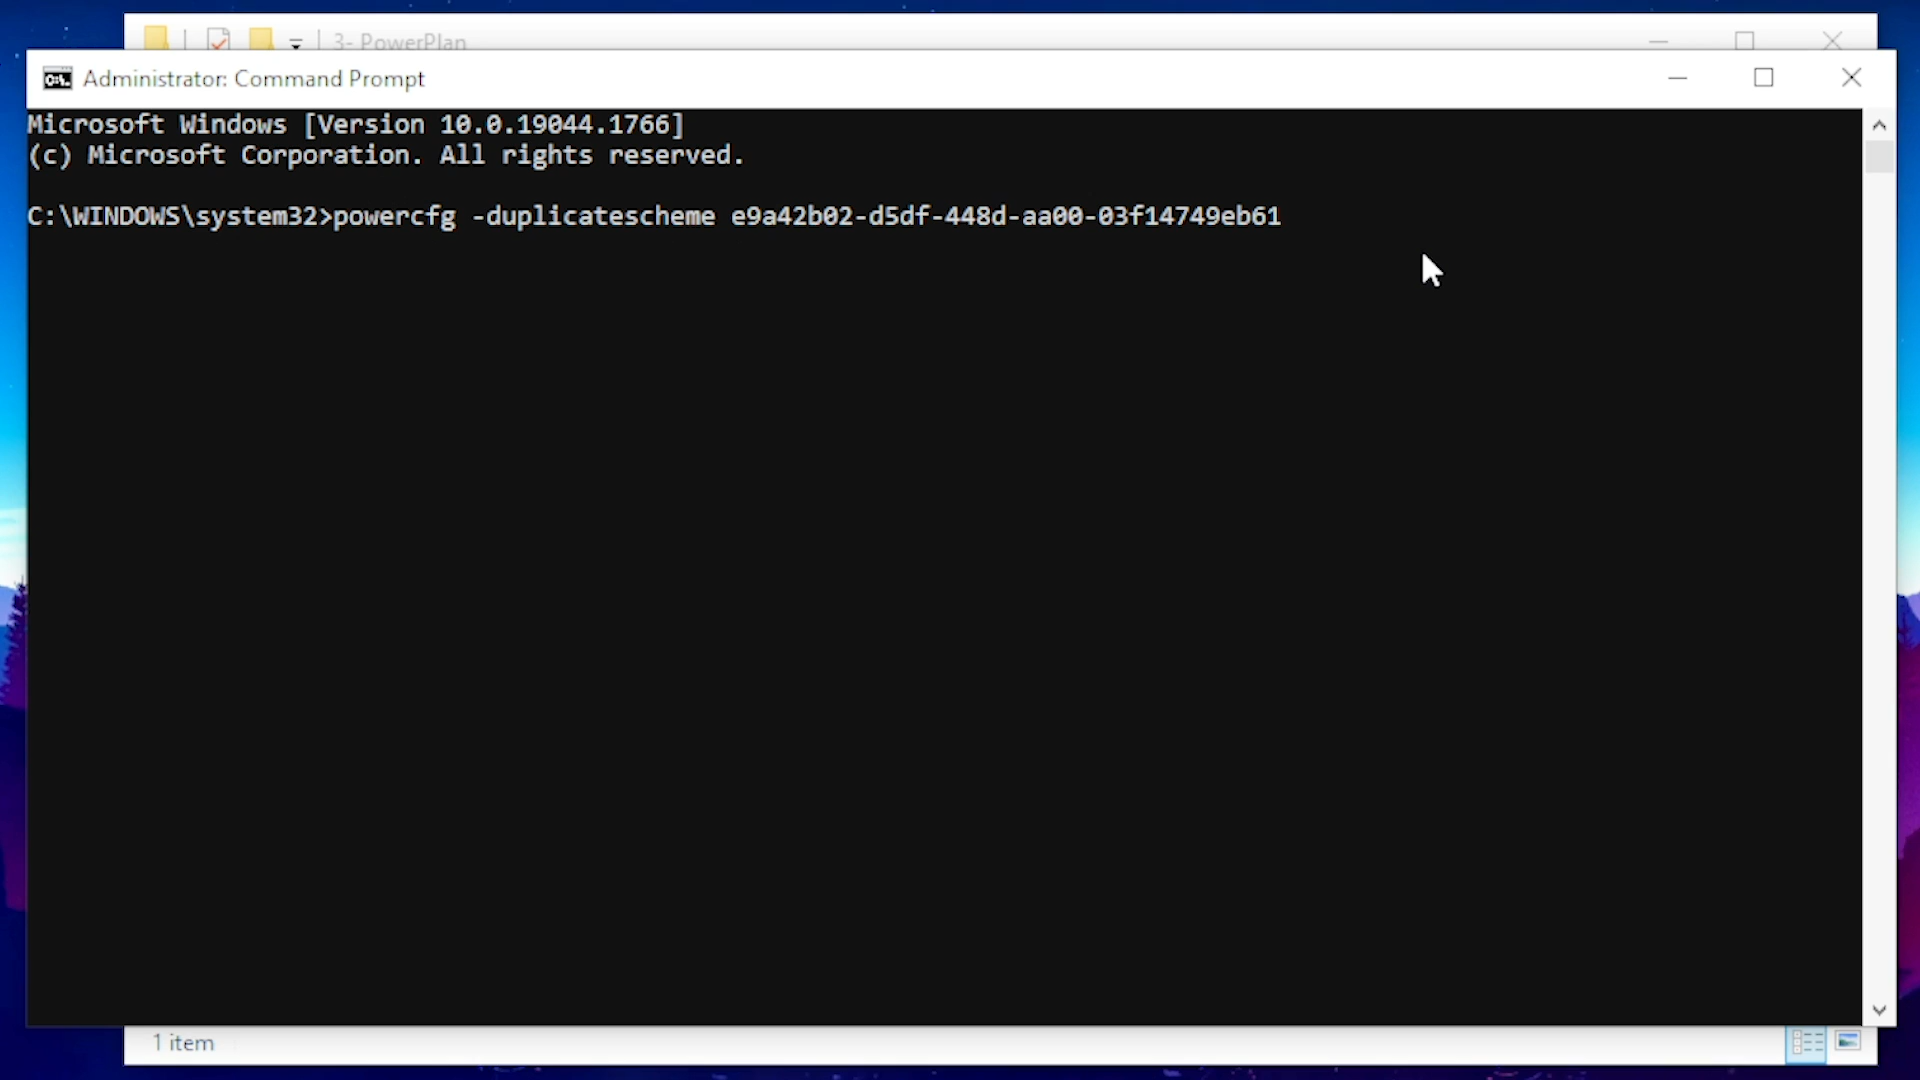 3- PowerPlan
Administrator: Command Prompt
Microsoft Windows [Version 10.0.19044.1766]
(c) Microsoft Corporation. All rights reserved.
C:\WINDOWS\system32>powercfg -duplicatescheme e9a42b02-d5df-448d-aa00-03f14749eb61
1 item